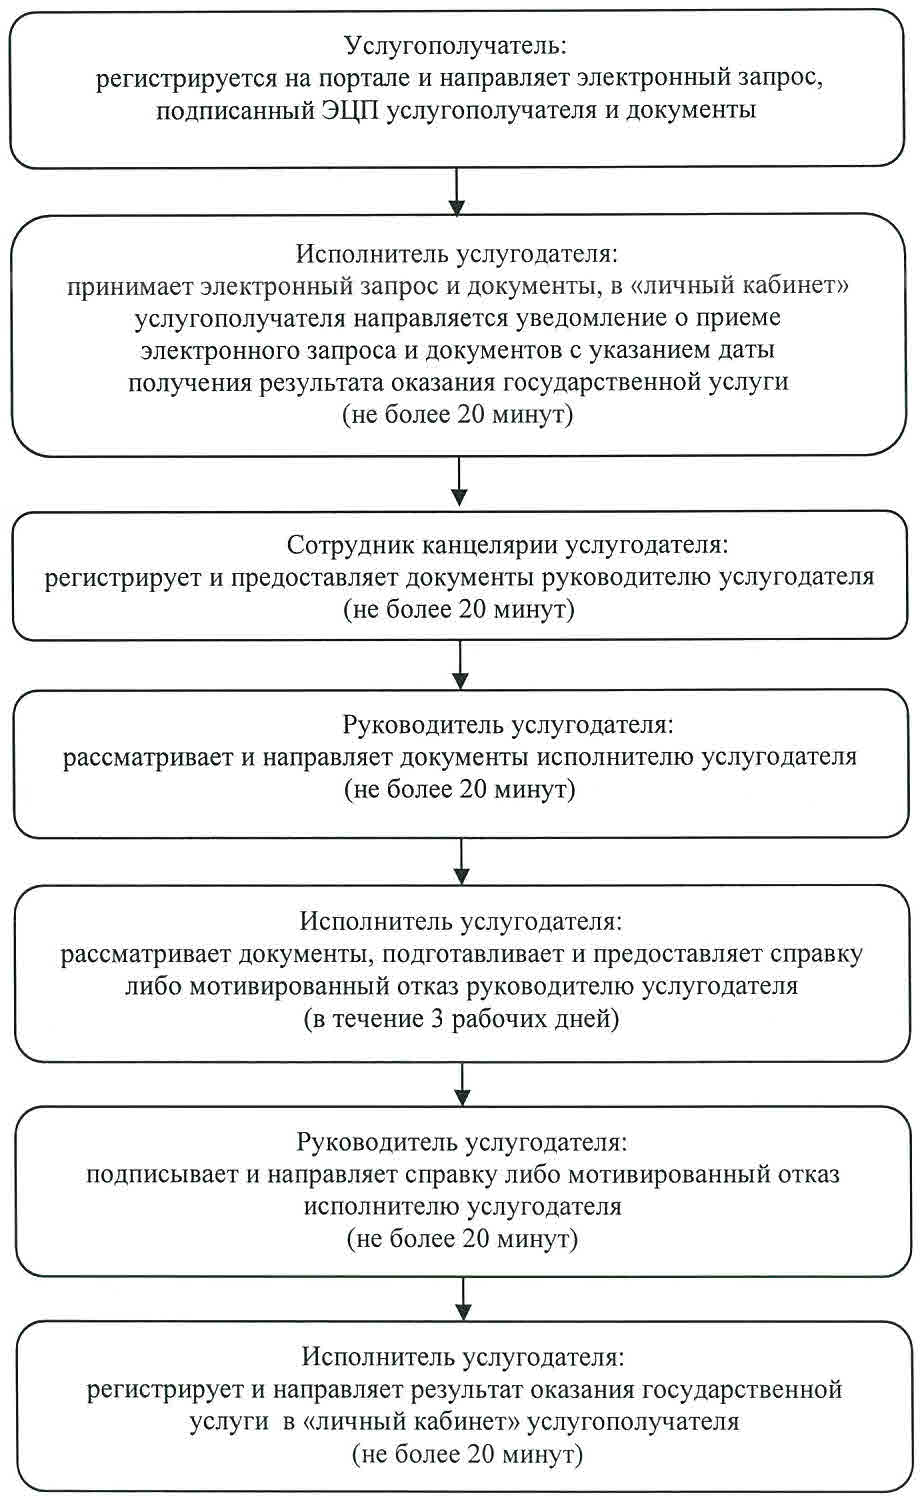 Услугополучатель:
регистрируется на портале и направляет электронный запрос,
подписанный ЭЦП услугополучателя и документы
Исполнитель услугодателя:
принимает электронный запрос и документы, в «личный кабинет»
услугополучателя направляется уведомление о приеме
электронного запроса и документов с указанием даты
получения результата оказания государственной услуги
(не более 20 минут)
Сотрудник канцелярии услугодателя:
регистрирует и предоставляет документы руководителю услугодателя
(не более 20 минут)
Руководитель услугодателя:
рассматривает и направляет документы исполнителю услугодателя
(не более 20 минут)
Исполнитель услугодателя:
рассматривает документы, подготавливает и предоставляет справку
либо мотивированный отказ руководителю услугодателя
(в течение 3 рабочих дней)
Руководитель услугодателя:
подписывает и направляет справку либо мотивированный отказ
исполнителю услугодателя
(не более 20 минут)
Исполнитель услугодателя:
регистрирует и направляет результат оказания государственной
услуги в «личный кабинет» услугополучателя
(не более 20 минут)